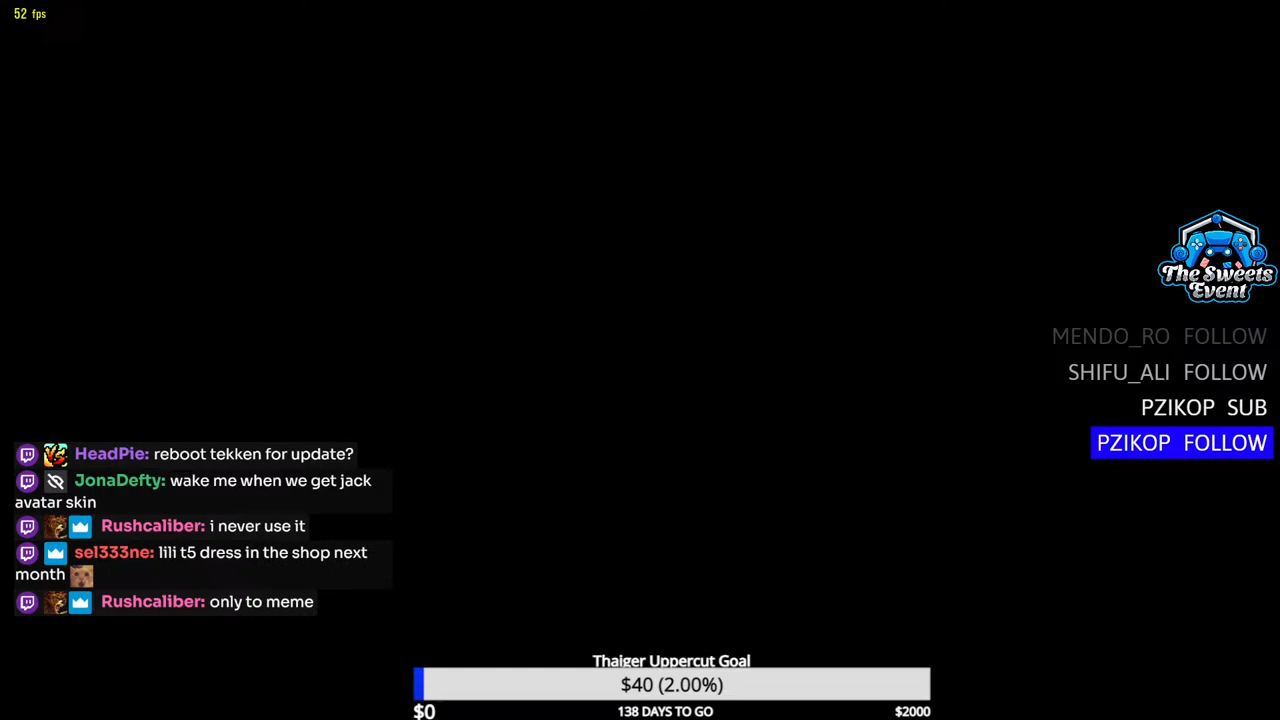 52 fps
The Sweets
Event
MENDO_RO FOLLOW
SHIFU_ALI FOLLOW
PZIKOP SUB
PZIKOP FOLLOW
HeadPie: reboot tekken for update?
JonaDefty: wake me when we get jack
avatar skin
Rushcaliber: i never use it
sel333ne: lili t5 dress in the shop next
month
Rushcaliber: only to meme
Thaiger Uppercut Goal
$40 (2.00%)
$0 138 DAYS TO GO $2000